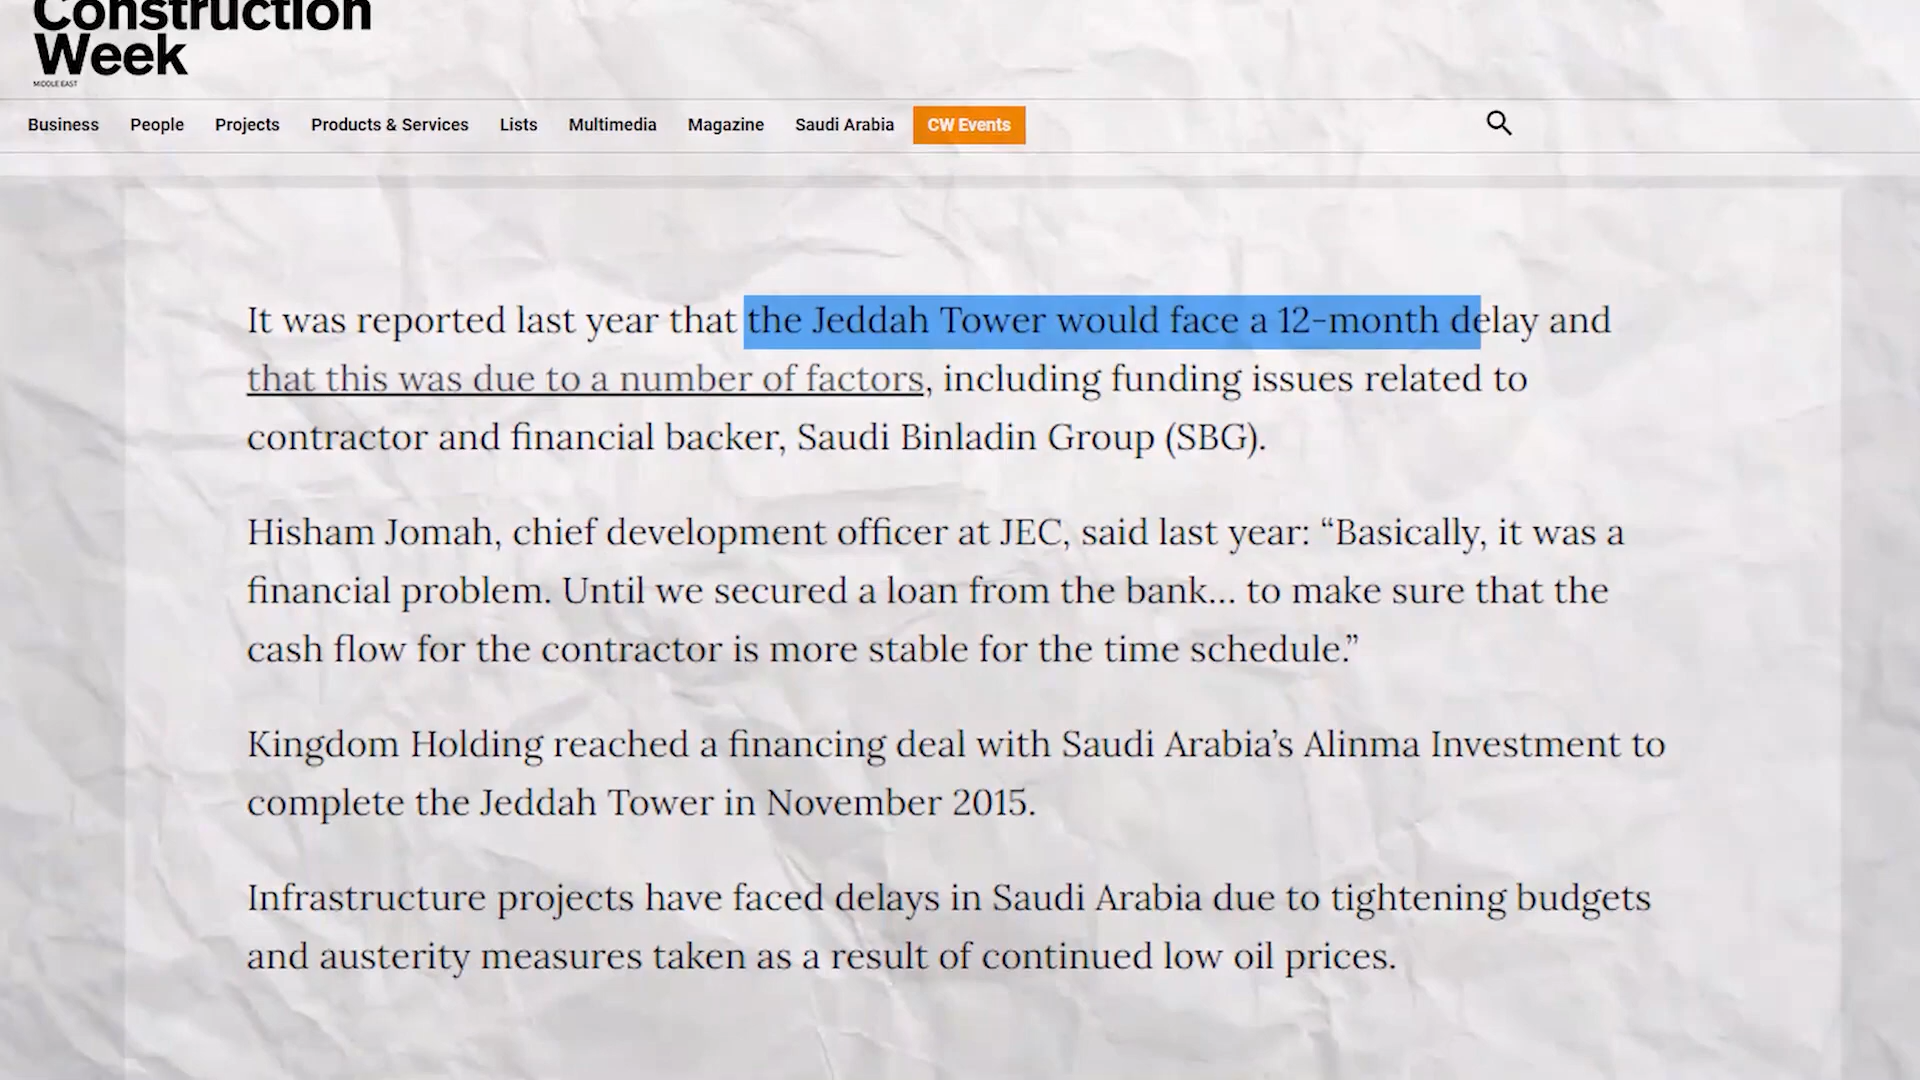 Construction
Week
MIDDLE EAST
Business People Projects Products & Services Lists Multimedia Magazine Saudi Arabia CW Events
It was reported last year that the Jeddah Tower would face a 12-month delay and
that this was due to a number of factors, including funding issues related to
contractor and financial backer, Saudi Binladin Group (SBG).
Hisham Jomah, chief development officer at JEC, said last year: “Basically, it was a
financial problem. Until we secured a loan from the bank... to make sure that the
cash flow for the contractor is more stable for the time schedule.”
Kingdom Holding reached a financing deal with Saudi Arabia’s Alinma Investment to
complete the Jeddah Tower in November 2015.
Infrastructure projects have faced delays in Saudi Arabia due to tightening budgets
and austerity measures taken as a result of continued low oil prices.